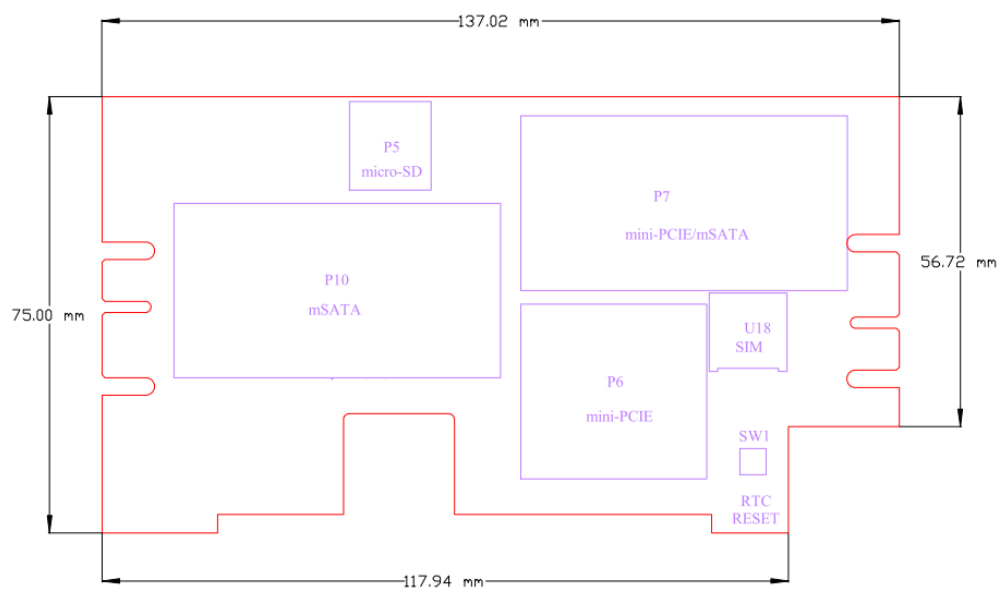 137.02 mm
P5
micro-SD
P7
mini-PCIE/mSATA
56.72 mm
P10
mSATA
75.00 mm
U18
SIM
P6
mini-PCIE
SW1
RTC
RESET
117.94 mm